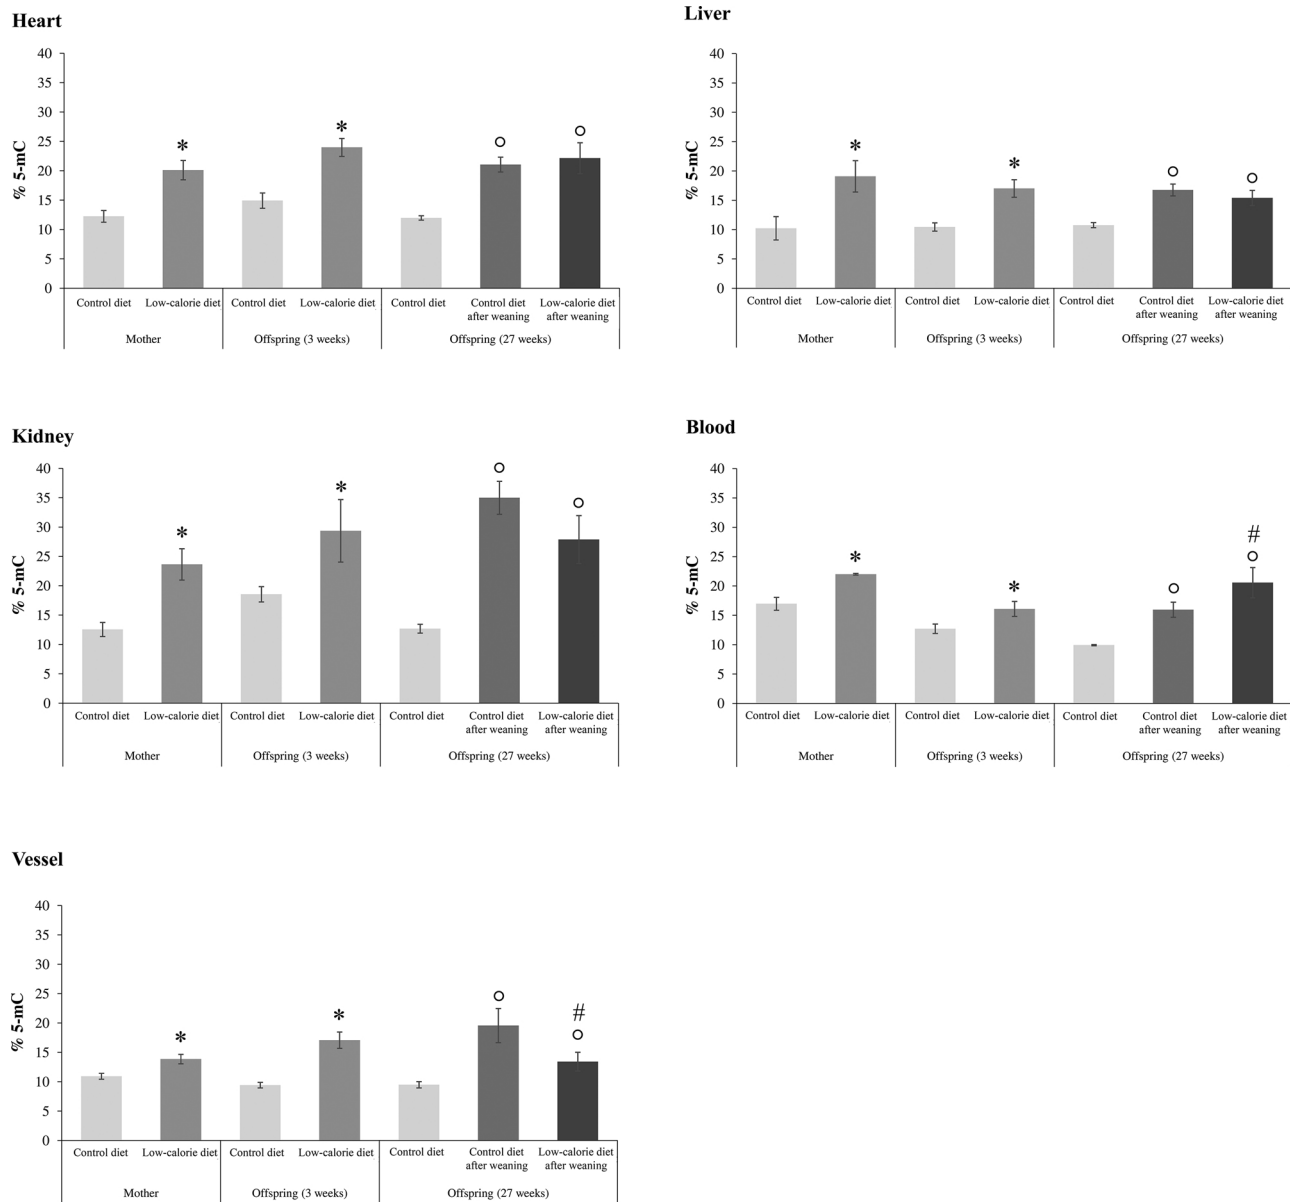 Heart
% 5-mC
40
35
30
25
20
15
10
5
0
*
*
○
○
Control diet
Low-calorie diet
Control diet
Low-calorie diet
Control diet
Control diet
after weaning
Low-calorie diet
after weaning
Mother
Offspring (3 weeks)
Offspring (27 weeks)
Liver
% 5-mC
40
35
30
25
20
15
10
5
0
*
*
○
○
Control diet
Low-calorie diet
Control diet
Low-calorie diet
Control diet
Control diet
after weaning
Low-calorie diet
after weaning
Mother
Offspring (3 weeks)
Offspring (27 weeks)
Kidney
% 5-mC
40
35
30
25
20
15
10
5
0
*
*
○
○
Control diet
Low-calorie diet
Control diet
Low-calorie diet
Control diet
Control diet
after weaning
Low-calorie diet
after weaning
Mother
Offspring (3 weeks)
Offspring (27 weeks)
Blood
% 5-mC
40
35
30
25
20
15
10
5
0
*
*
○
#
○
Control diet
Low-calorie diet
Control diet
Low-calorie diet
Control diet
Control diet
after weaning
Low-calorie diet
after weaning
Mother
Offspring (3 weeks)
Offspring (27 weeks)
Vessel
% 5-mC
40
35
30
25
20
15
10
5
0
*
*
○
#
○
Control diet
Low-calorie diet
Control diet
Low-calorie diet
Control diet
Control diet
after weaning
Low-calorie diet
after weaning
Mother
Offspring (3 weeks)
Offspring (27 weeks)